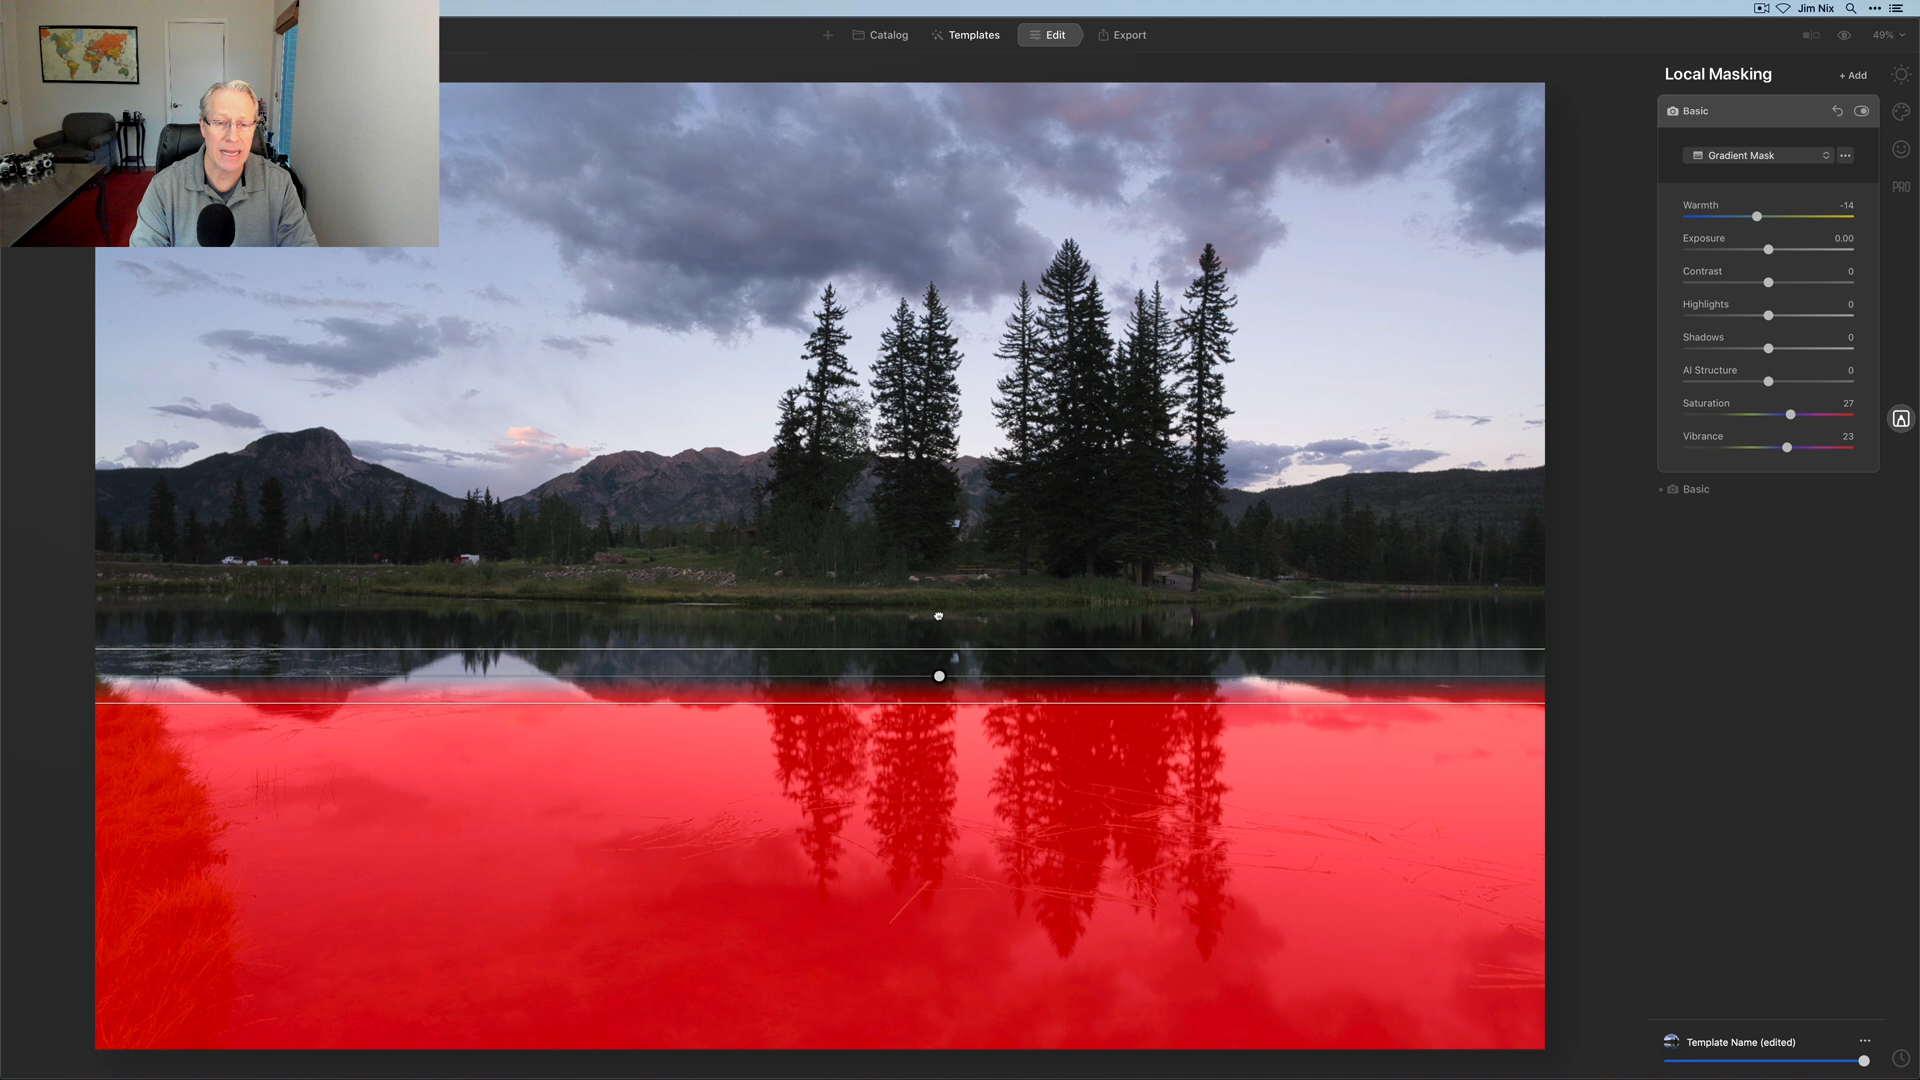 Jim Nix
Catalog
Templates
Edit
Export
49%
Local Masking
+ Add
Basic
Gradient Mask
Warmth -14
Exposure 0.00
Contrast 0
Highlights 0
Shadows 0
AI Structure 0
Saturation 27
Vibrance 23
Basic
PRO
Template Name (edited)